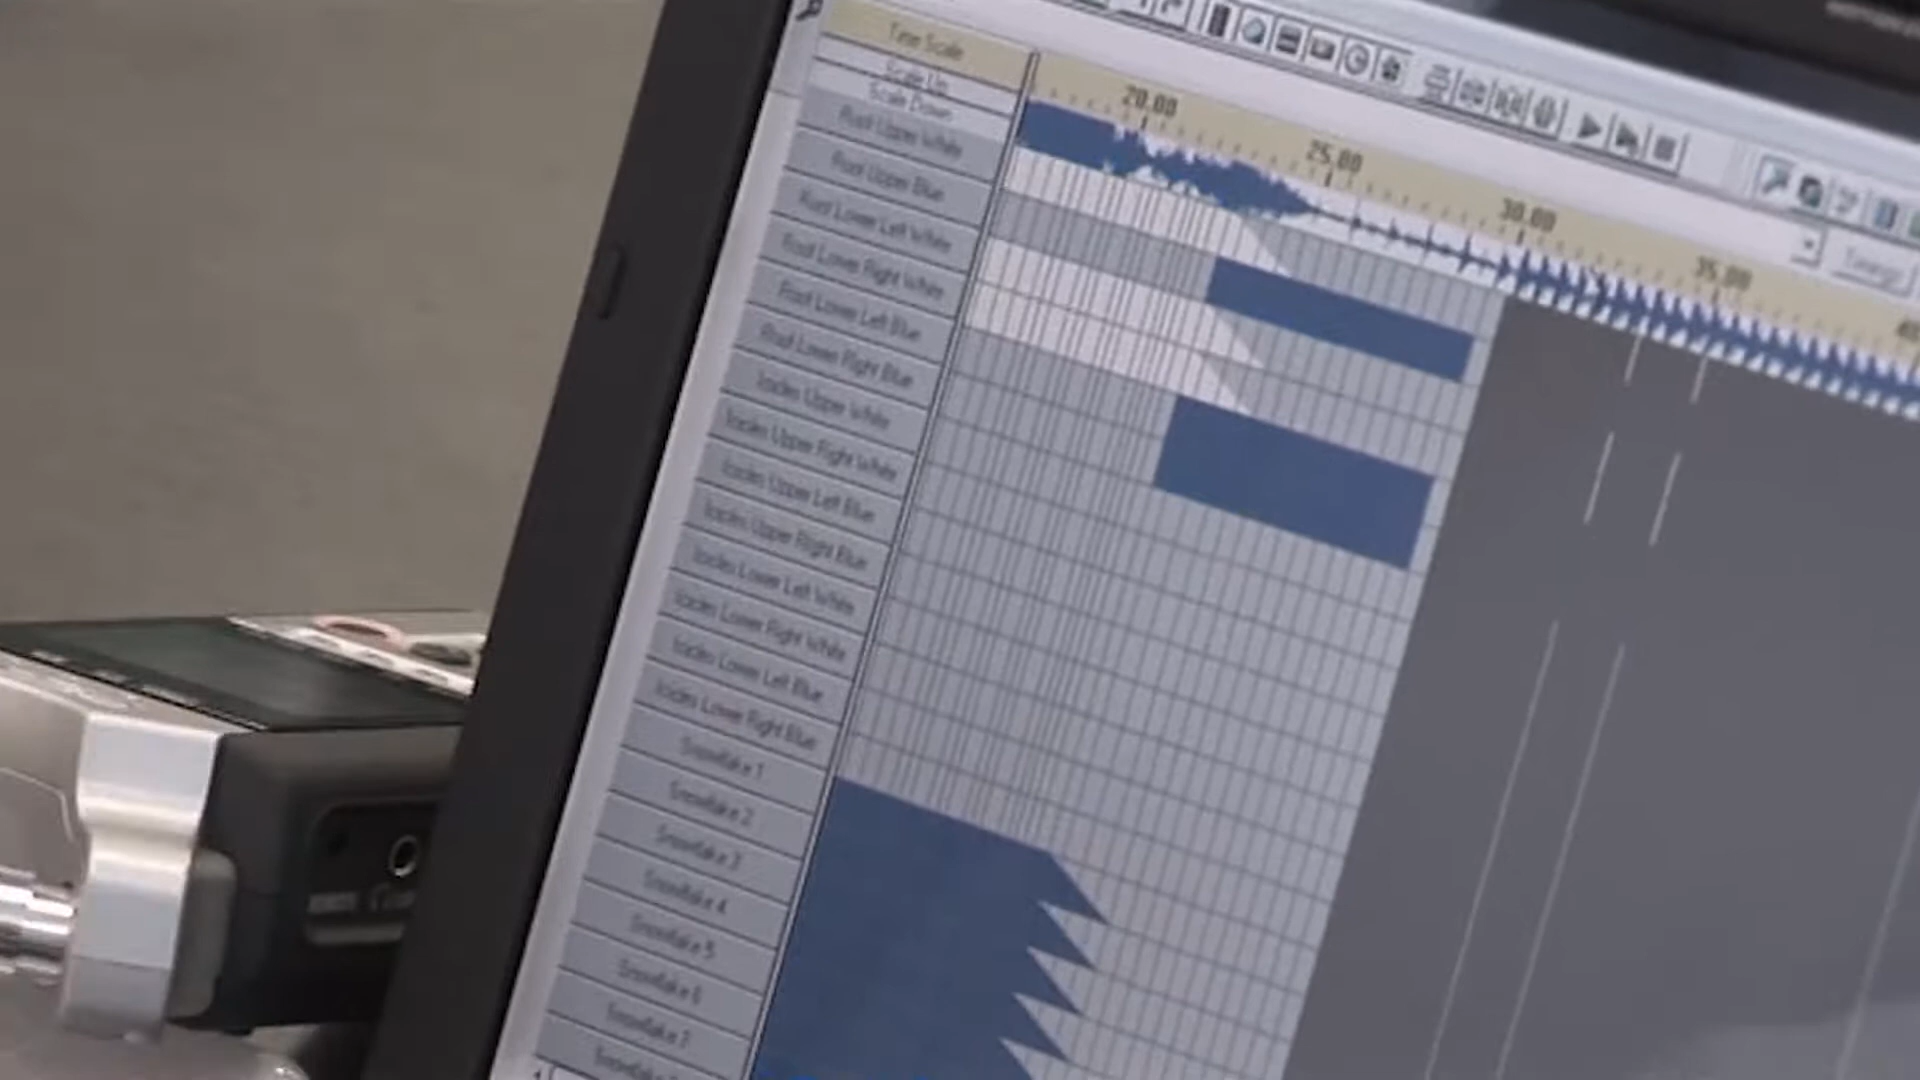 Time Scale
Scale Up
Scale Down
20.00
25.00
30.00
35.00
Roof Upper White
Roof Upper Blue
Roof Lower Left White
Roof Lower Right White
Roof Lower Left Blue
Roof Lower Right Blue
Icicles Upper White
Icicles Upper Right White
Icicles Upper Left Blue
Icicles Upper Right Blue
Icicles Lower Left White
Icicles Lower Right White
Icicles Lower Left Blue
Icicles Lower Right Blue
Snowflake 1
Snowflake 2
Snowflake 3
Snowflake 4
Snowflake 5
Snowflake 6
Snowflake 7
Snowflake